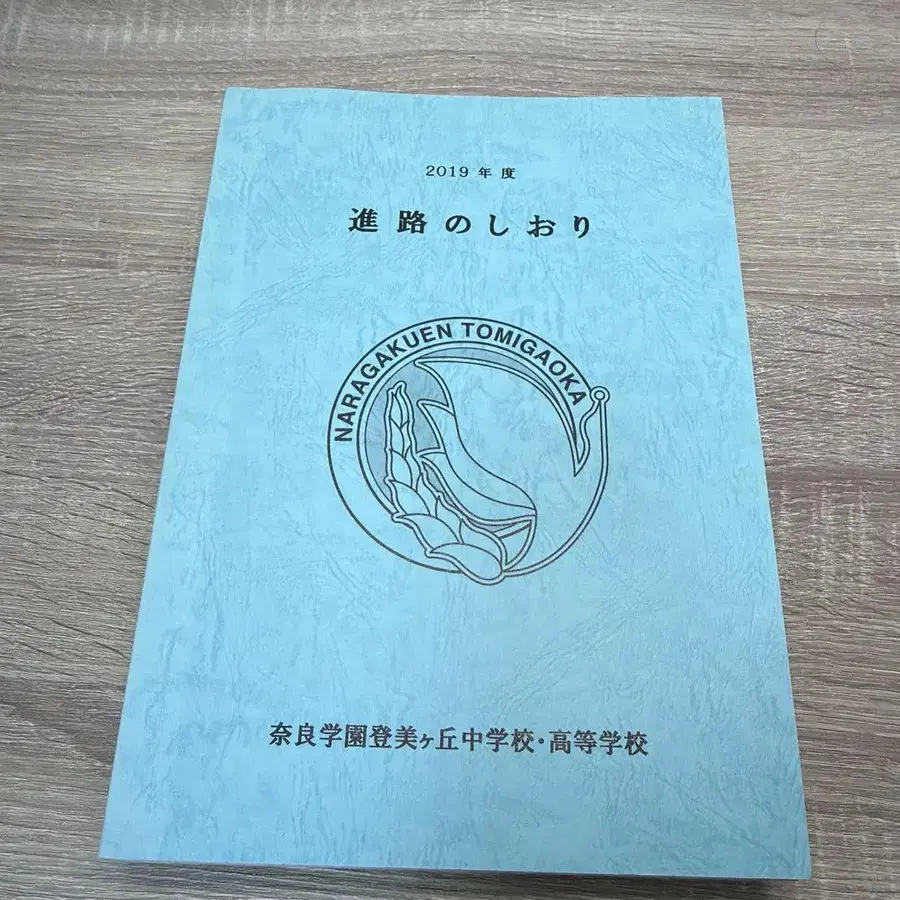 2019 年 度
進 路 の し お り
NARAGAKUEN TOMIGAOKA
奈良学園登美ヶ丘中学校・高等学校